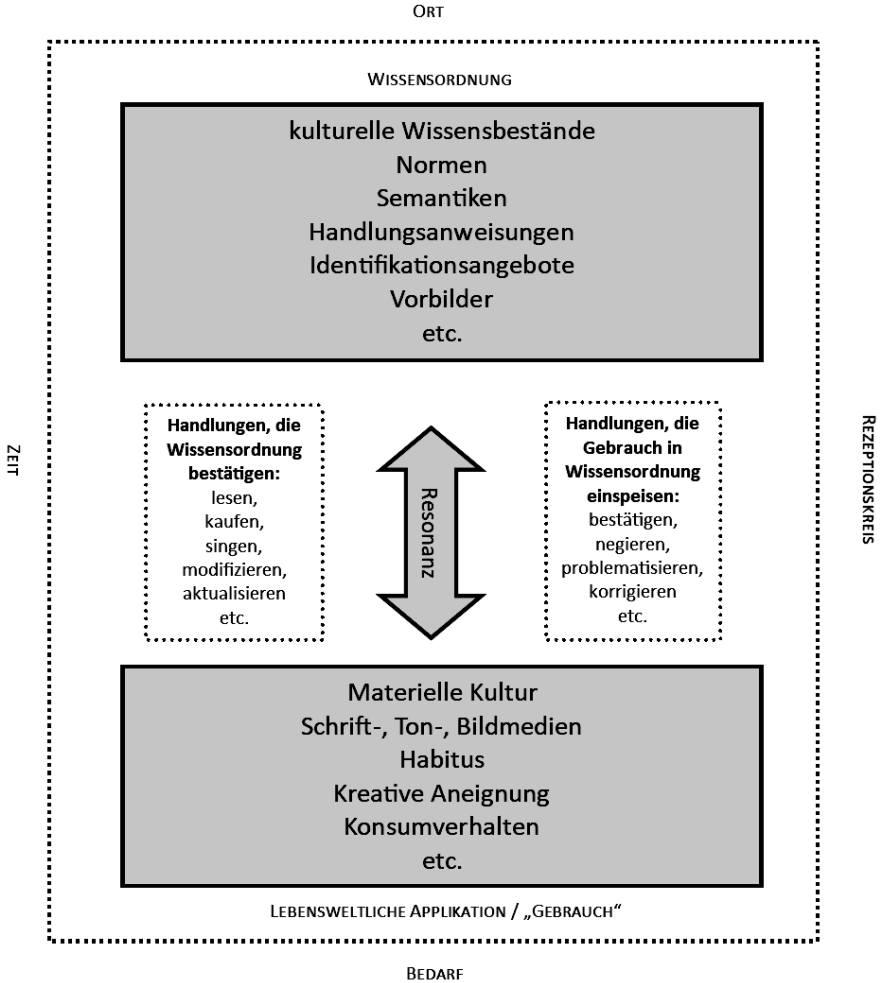 Ort
Wissensordnung
kulturelle Wissensbestände
Normen
Semantiken
Handlungsanweisungen
Identifikationsangebote
Vorbilder
etc.
Zeit
Handlungen, die
Wissensordnung
bestätigen:
lesen,
kaufen,
singen,
modifizieren,
aktualisieren
etc.
Resonanz
Handlungen, die
Gebrauch in
Wissensordnung
einspeisen:
bestätigen,
negieren,
problematisieren,
korrigieren
etc.
Rezeptionskreis
Materielle Kultur
Schrift-, Ton-, Bildmedien
Habitus
Kreative Aneignung
Konsumverhalten
etc.
Lebensweltliche Applikation / „Gebrauch“
Bedarf